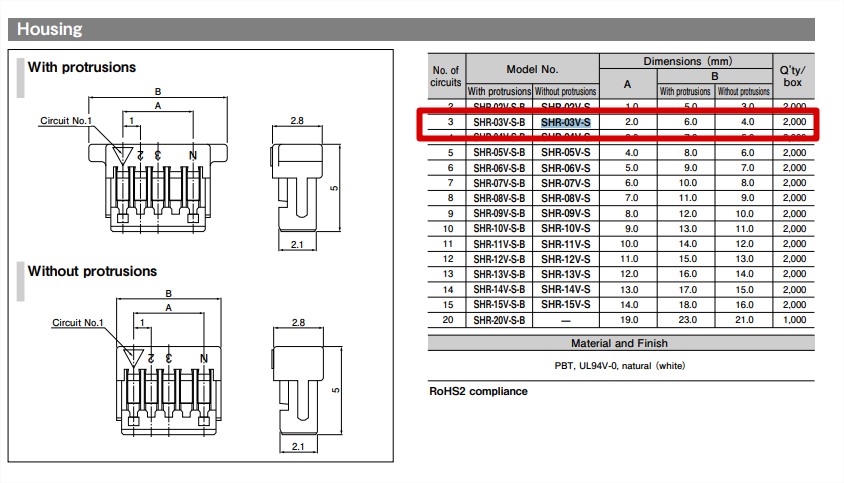 Housing
With protrusions
B
A
Circuit No.1
1
2 3 N
2.8
5
2.1
Without protrusions
B
A
Circuit No.1
1
2 3 N
2.8
5
2.1
No. of circuits Model No. Dimensions (mm) Q'ty/ box
A B
With protrusions Without protrusions With protrusions Without protrusions
2 SHR-02V-S-B SHR-02V-S 1.0 5.0 3.0 2,000
3 SHR-03V-S-B SHR-03V-S 2.0 6.0 4.0 2,000
5 SHR-05V-S-B SHR-05V-S 4.0 8.0 6.0 2,000
6 SHR-06V-S-B SHR-06V-S 5.0 9.0 7.0 2,000
7 SHR-07V-S-B SHR-07V-S 6.0 10.0 8.0 2,000
8 SHR-08V-S-B SHR-08V-S 7.0 11.0 9.0 2,000
9 SHR-09V-S-B SHR-09V-S 8.0 12.0 10.0 2,000
10 SHR-10V-S-B SHR-10V-S 9.0 13.0 11.0 2,000
11 SHR-11V-S-B SHR-11V-S 10.0 14.0 12.0 2,000
12 SHR-12V-S-B SHR-12V-S 11.0 15.0 13.0 2,000
13 SHR-13V-S-B SHR-13V-S 12.0 16.0 14.0 2,000
14 SHR-14V-S-B SHR-14V-S 13.0 17.0 15.0 2,000
15 SHR-15V-S-B SHR-15V-S 14.0 18.0 16.0 2,000
20 SHR-20V-S-B — 19.0 23.0 21.0 1,000
Material and Finish
PBT, UL94V-0, natural (white)
RoHS2 compliance